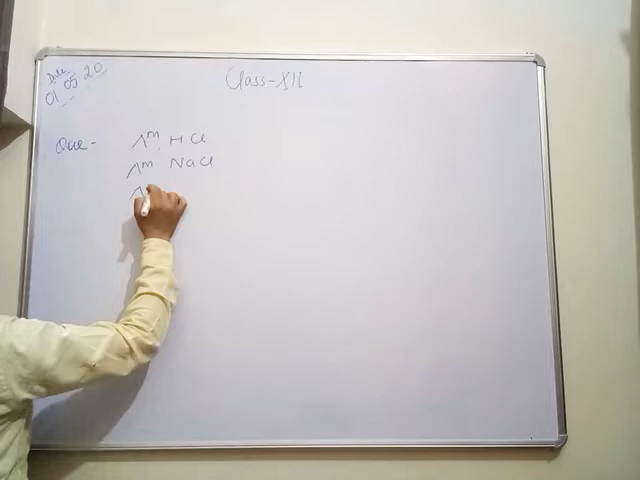 Date
01 05 20
Class-XII
Que- Λm HCl
Λm NaCl
Λ